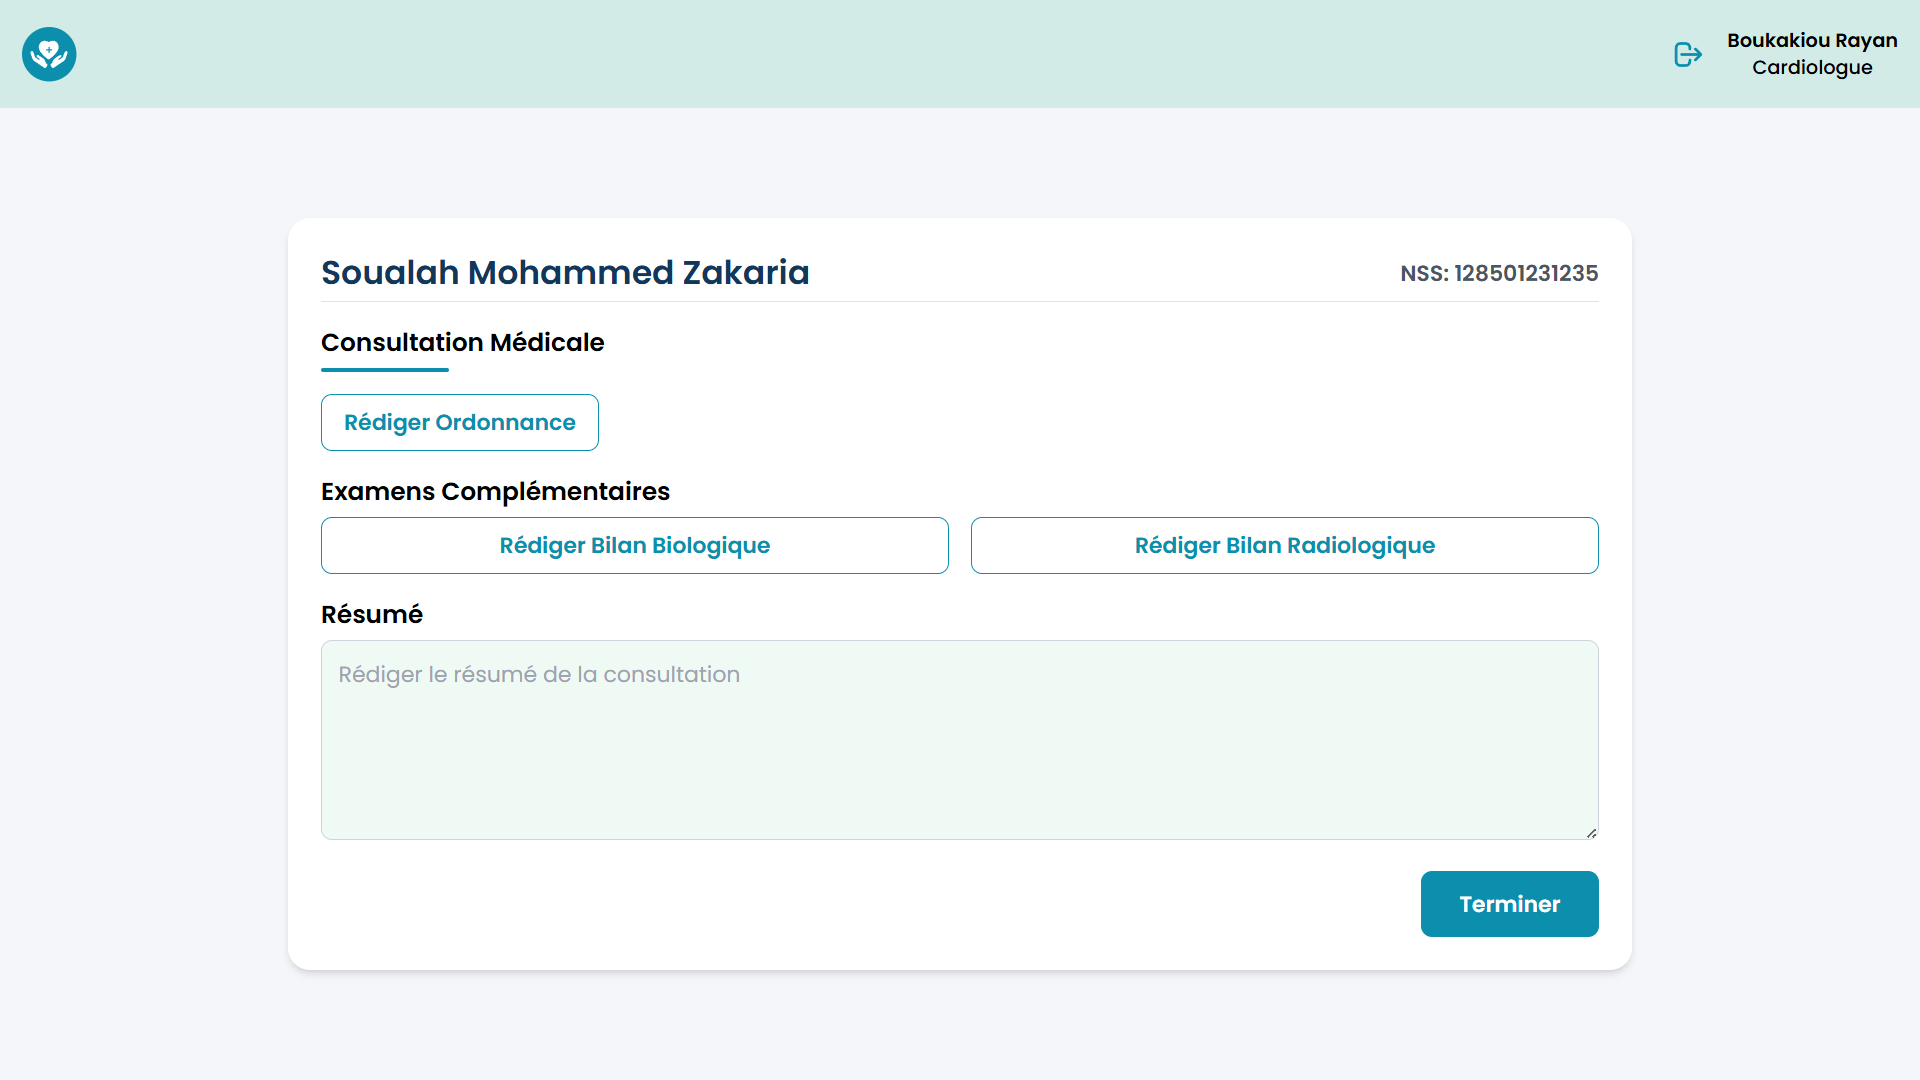 Boukakiou Rayan
Cardiologue
Soualah Mohammed Zakaria
NSS: 128501231235
Consultation Médicale
Rédiger Ordonnance
Examens Complémentaires
Rédiger Bilan Biologique
Rédiger Bilan Radiologique
Résumé
Rédiger le résumé de la consultation
Terminer